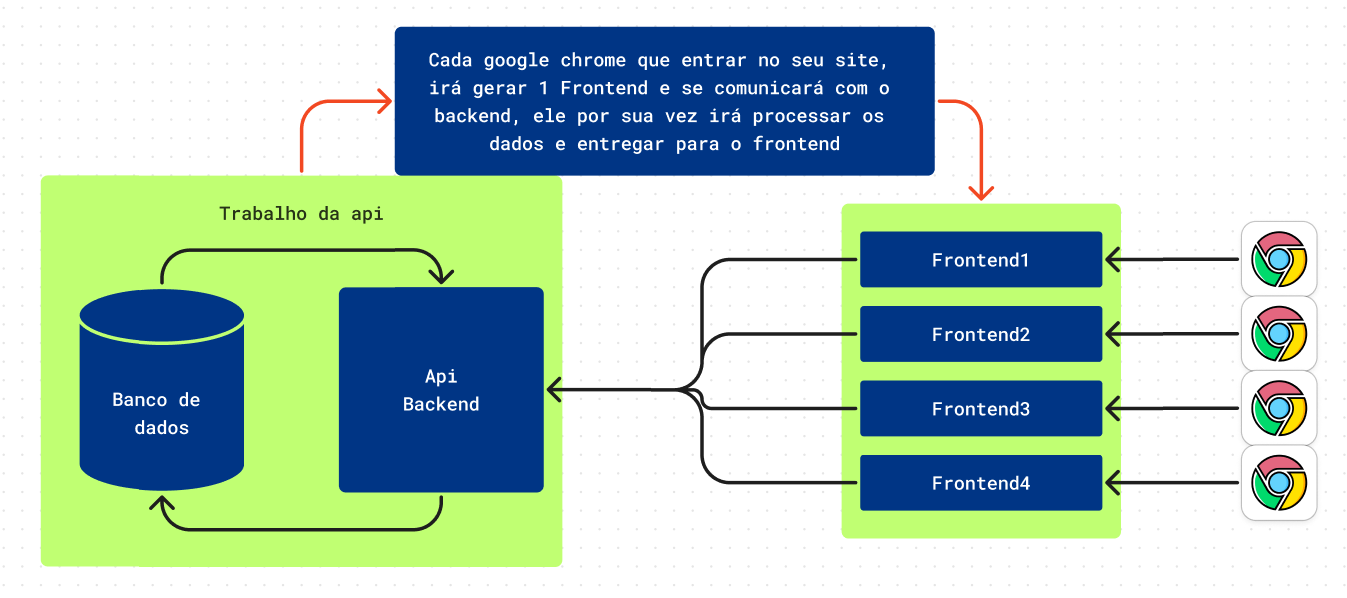 Cada google chrome que entrar no seu site,
irá gerar 1 Frontend e se comunicará com o
backend, ele por sua vez irá processar os
dados e entregar para o frontend
Trabalho da api
Banco de
dados
Api
Backend
Frontend1
Frontend2
Frontend3
Frontend4